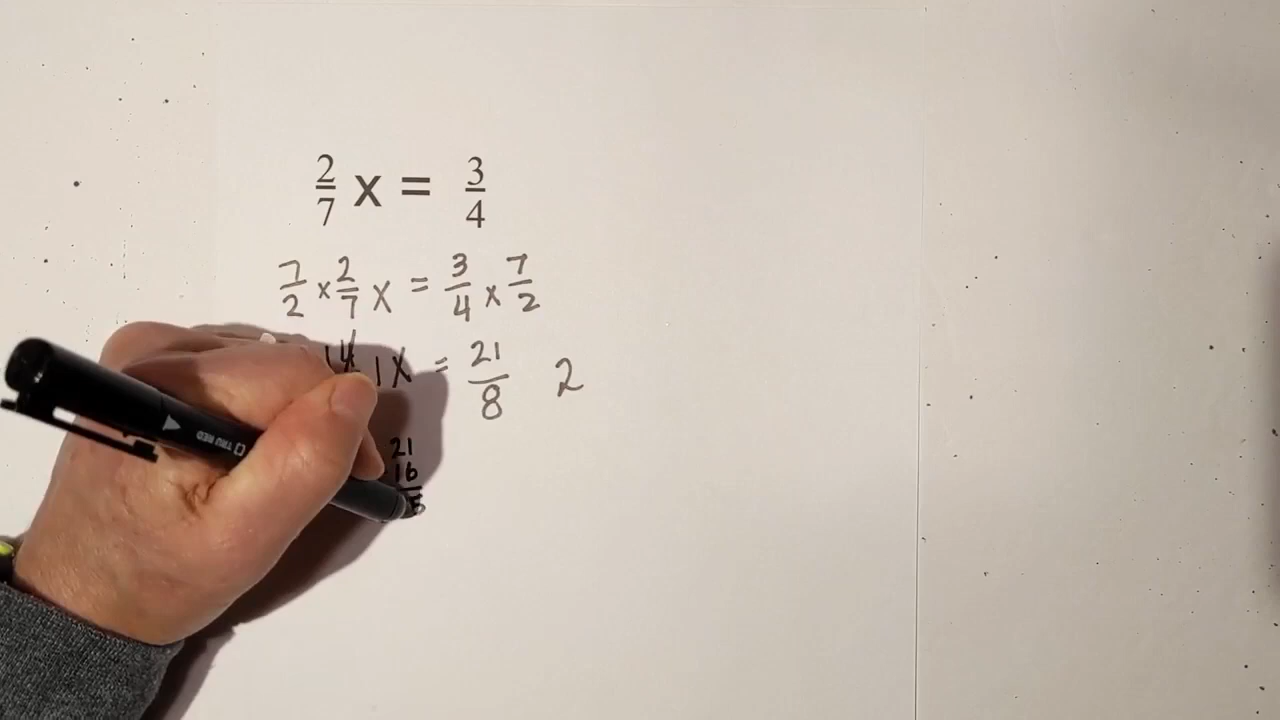 2/7 x = 3/4
7/2 x 2/7 x = 3/4 x 7/2
14 1x = 21/8 2
21
16
5
TRU RED